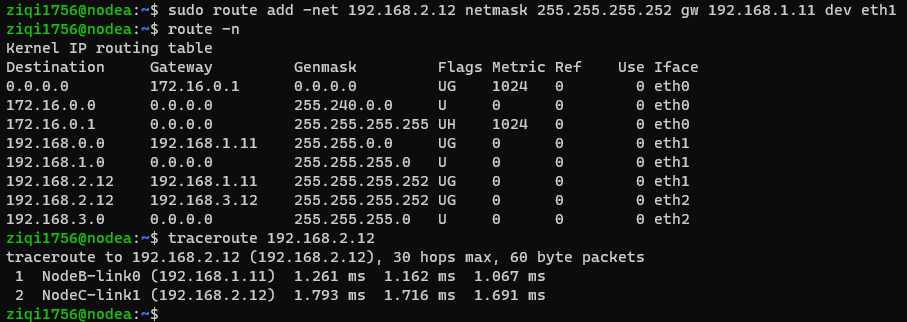 ziqi1756@nodea:~$ sudo route add -net 192.168.2.12 netmask 255.255.255.252 gw 192.168.1.11 dev eth1
ziqi1756@nodea:~$ route -n
Kernel IP routing table
Destination     Gateway         Genmask         Flags Metric Ref    Use Iface
0.0.0.0         172.16.0.1      0.0.0.0         UG    1024   0        0 eth0
172.16.0.0      0.0.0.0         255.240.0.0     U     0      0        0 eth0
172.16.0.1      0.0.0.0         255.255.255.255 UH    1024   0        0 eth0
192.168.0.0     192.168.1.11    255.255.0.0     UG    0      0        0 eth1
192.168.1.0     0.0.0.0         255.255.255.0   U     0      0        0 eth1
192.168.2.12    192.168.1.11    255.255.255.252 UG    0      0        0 eth1
192.168.2.12    192.168.3.12    255.255.255.252 UG    0      0        0 eth2
192.168.3.0     0.0.0.0         255.255.255.0   U     0      0        0 eth2
ziqi1756@nodea:~$ traceroute 192.168.2.12
traceroute to 192.168.2.12 (192.168.2.12), 30 hops max, 60 byte packets
 1  NodeB-link0 (192.168.1.11)  1.261 ms  1.162 ms  1.067 ms
 2  NodeC-link1 (192.168.2.12)  1.793 ms  1.716 ms  1.691 ms
ziqi1756@nodea:~$